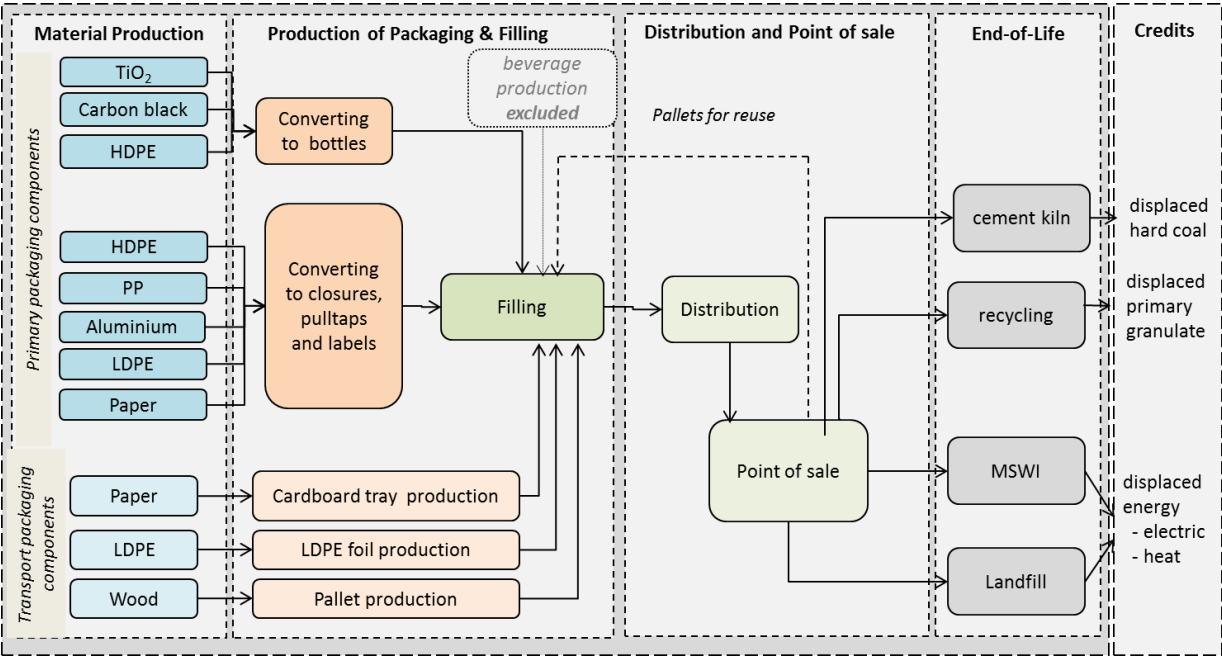 Material Production
Production of Packaging & Filling
Distribution and Point of sale
End-of-Life
Credits
Primary packaging components
TiO₂
Carbon black
HDPE
HDPE
PP
Aluminium
LDPE
Paper
Transport packaging
components
Paper
LDPE
Wood
Converting
to bottles
beverage
production
excluded
Converting
to closures,
pulltaps
and labels
Filling
Cardboard tray production
LDPE foil production
Pallet production
Pallets for reuse
Distribution
Point of sale
cement kiln
recycling
MSWI
Landfill
displaced
hard coal
displaced
primary
granulate
displaced
energy
- electric
- heat